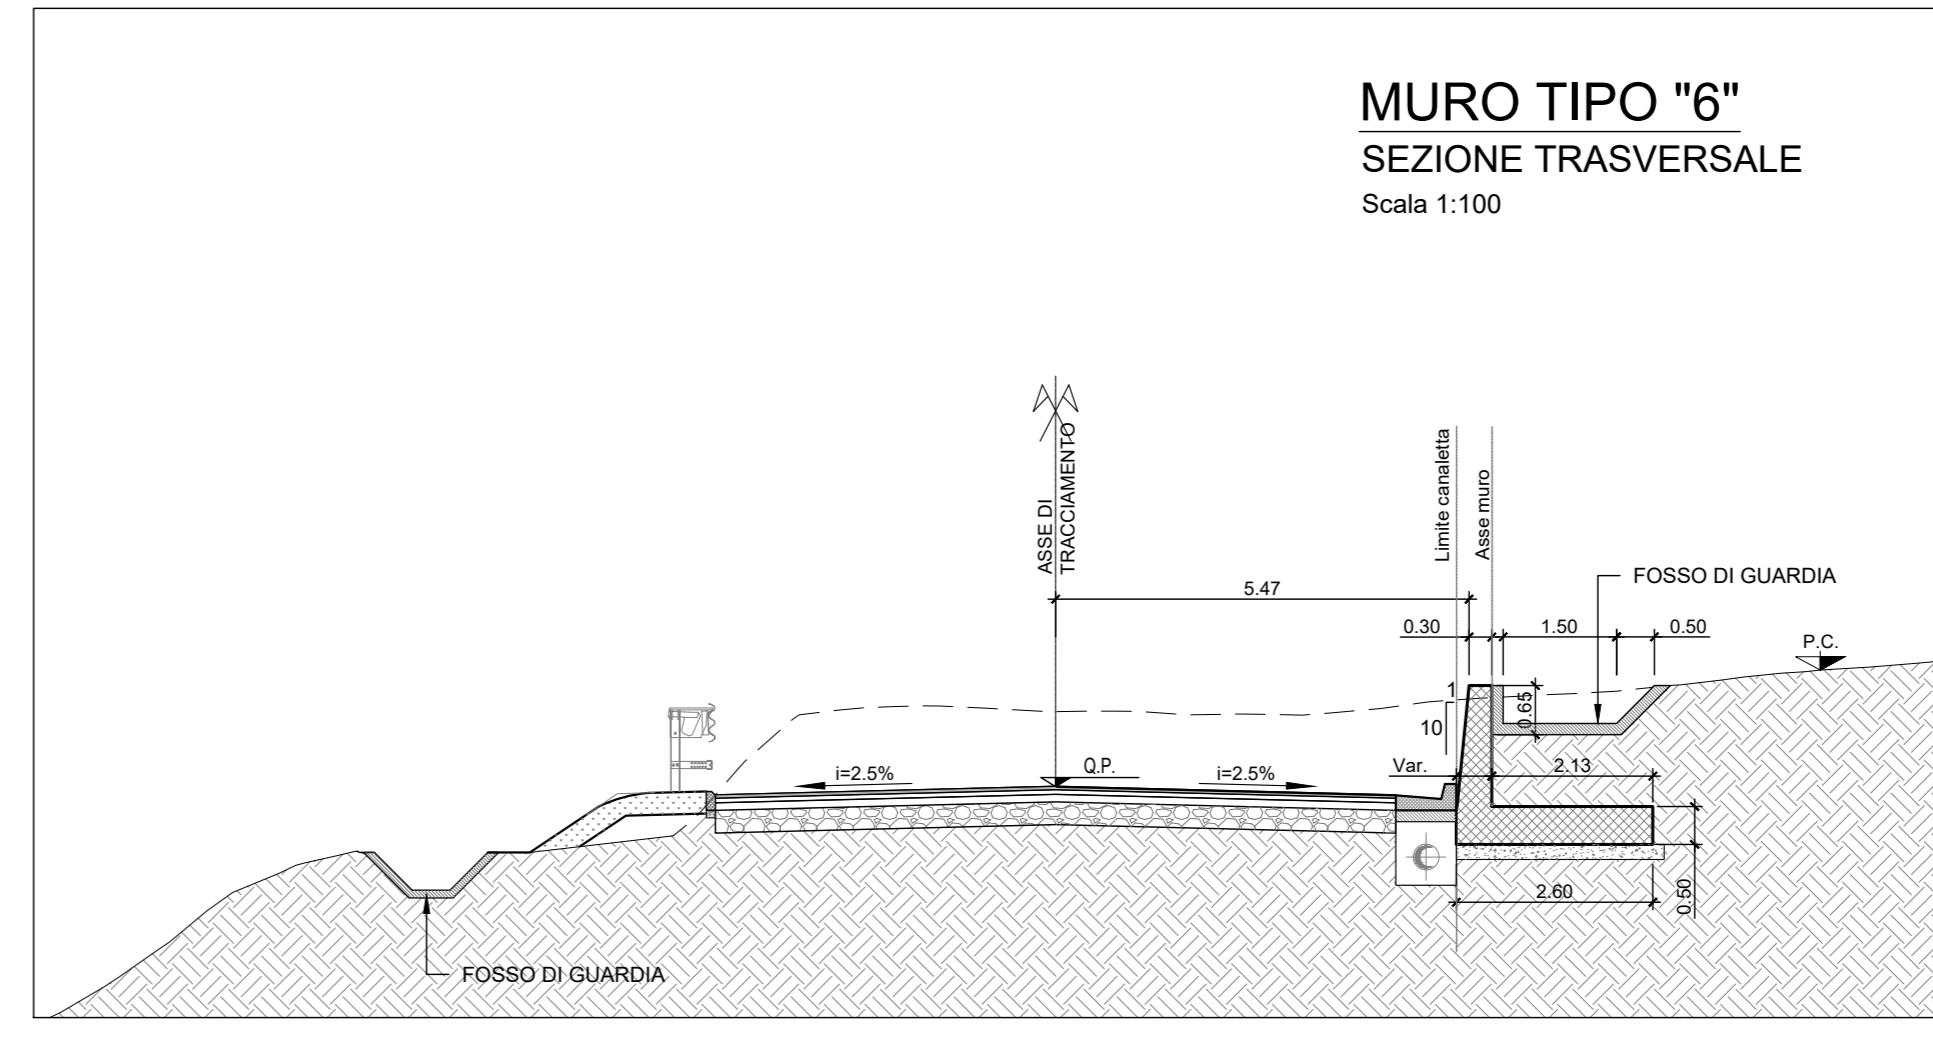 MURO TIPO "6"
SEZIONE TRASVERSALE
Scala 1:100
ASSE DI
TRACCIAMENTO
Limite canaletta
Asse muro
FOSSO DI GUARDIA
5.47
0.30
1.50
0.50
P.C.
1
10
0.65
i=2.5%
Q.P.
i=2.5%
Var.
2.13
2.60
0.50
FOSSO DI GUARDIA